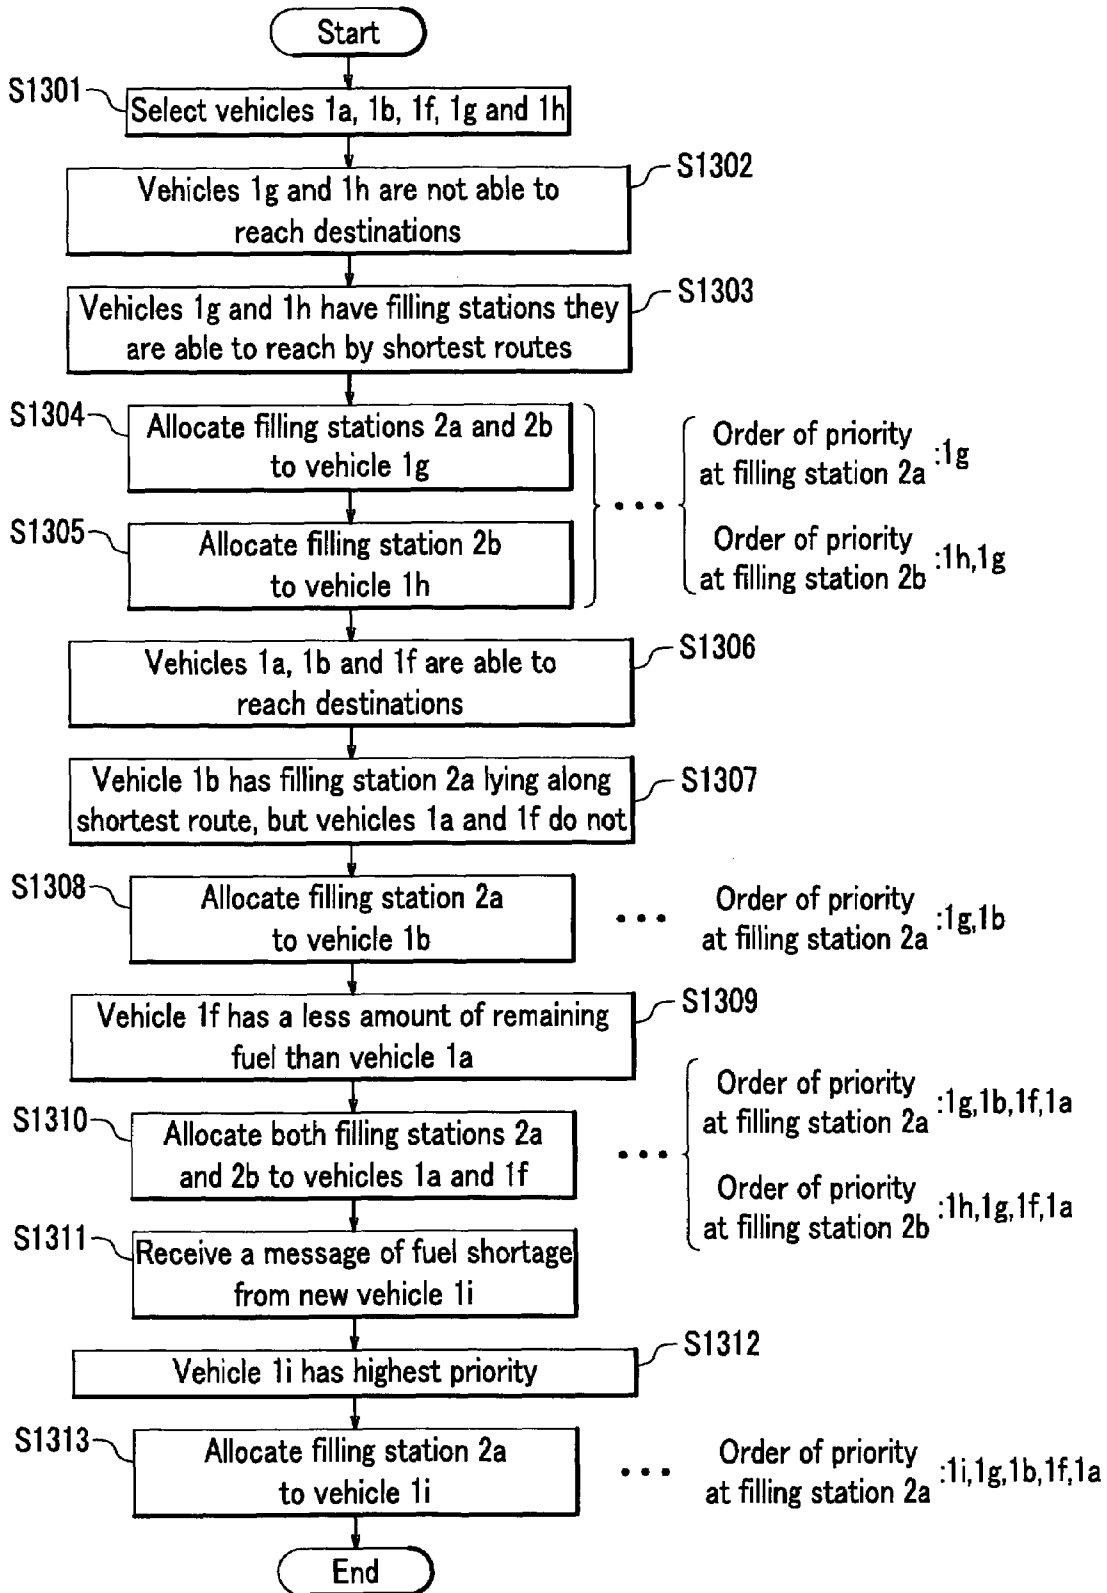 Start
S1301
Select vehicles 1a, 1b, 1f, 1g and 1h
S1302
Vehicles 1g and 1h are not able to
reach destinations
S1303
Vehicles 1g and 1h have filling stations they
are able to reach by shortest routes
S1304
Allocate filling stations 2a and 2b
to vehicle 1g
Order of priority
at filling station 2a :1g
S1305
Allocate filling station 2b
to vehicle 1h
Order of priority
at filling station 2b :1h,1g
S1306
Vehicles 1a, 1b and 1f are able to
reach destinations
S1307
Vehicle 1b has filling station 2a lying along
shortest route, but vehicles 1a and 1f do not
S1308
Allocate filling station 2a
to vehicle 1b
Order of priority
at filling station 2a :1g,1b
S1309
Vehicle 1f has a less amount of remaining
fuel than vehicle 1a
S1310
Allocate both filling stations 2a
and 2b to vehicles 1a and 1f
Order of priority
at filling station 2a :1g,1b,1f,1a
Order of priority
at filling station 2b :1h,1g,1f,1a
S1311
Receive a message of fuel shortage
from new vehicle 1i
S1312
Vehicle 1i has highest priority
S1313
Allocate filling station 2a
to vehicle 1i
Order of priority
at filling station 2a :1i,1g,1b,1f,1a
End